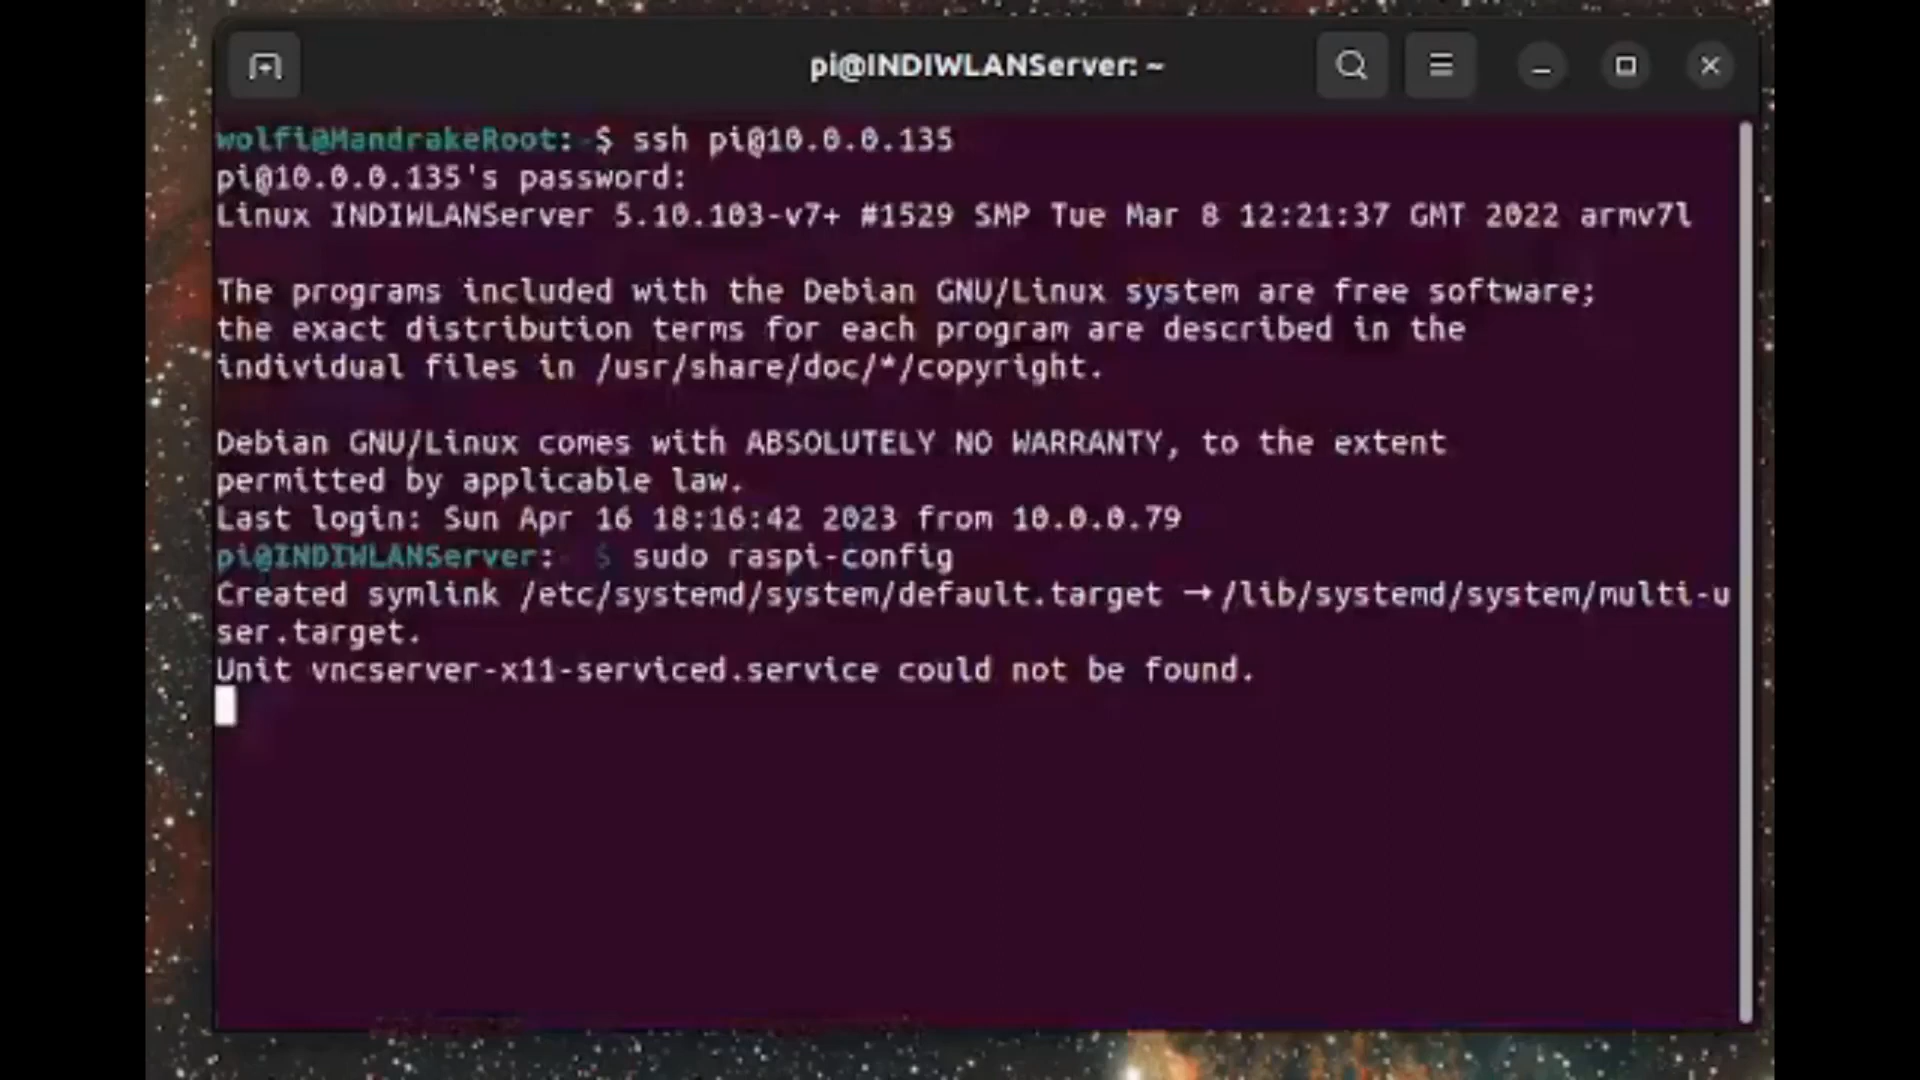 pi@INDIWLANServer: ~
wolfi@MandrakeRoot: $ ssh pi@10.0.0.135
pi@10.0.0.135's password:
Linux INDIWLANServer 5.10.103-v7+ #1529 SMP Tue Mar 8 12:21:37 GMT 2022 armv7l
The programs included with the Debian GNU/Linux system are free software;
the exact distribution terms for each program are described in the
individual files in /usr/share/doc/*/copyright.
Debian GNU/Linux comes with ABSOLUTELY NO WARRANTY, to the extent
permitted by applicable law.
Last login: Sun Apr 16 18:16:42 2023 from 10.0.0.79
pi@INDIWLANServer: $ sudo raspi-config
Created symlink /etc/systemd/system/default.target → /lib/systemd/system/multi-u
ser.target.
Unit vncserver-x11-serviced.service could not be found.